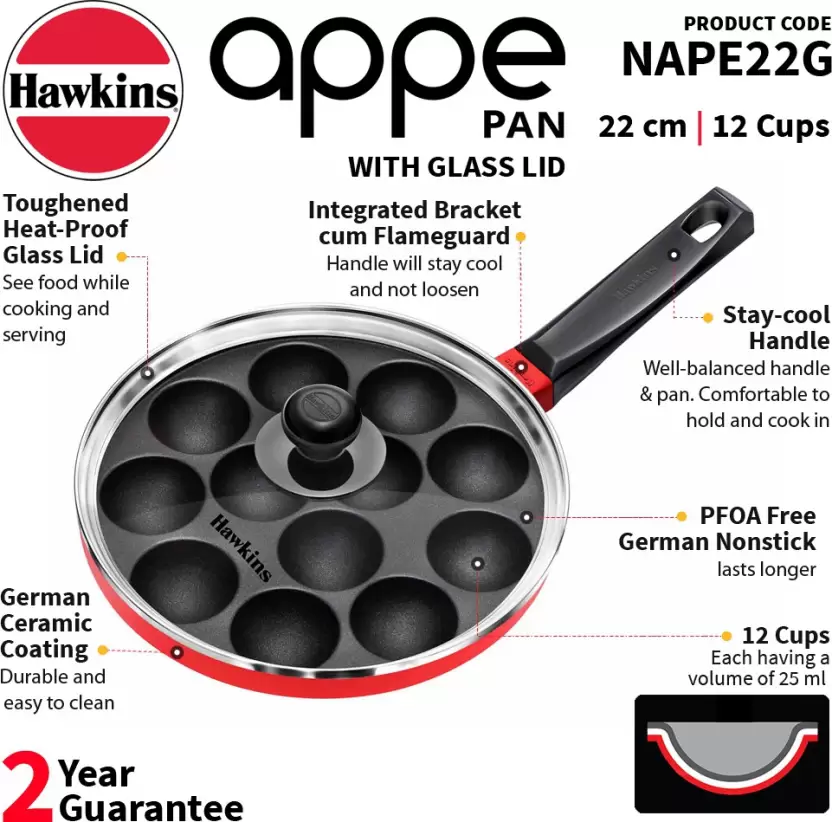 Hawkins
appe
PAN
WITH GLASS LID
PRODUCT CODE
NAPE22G
22 cm | 12 Cups
Toughened
Heat-Proof
Glass Lid
See food while
cooking and
serving
Integrated Bracket
cum Flameguard
Handle will stay cool
and not loosen
Hawkins
Stay-cool
Handle
Well-balanced handle
& pan. Comfortable to
hold and cook in
Hawkins
PFOA Free
German Nonstick
lasts longer
German
Ceramic
Coating
Durable and
easy to clean
12 Cups
Each having a
volume of 25 ml
2 Year
Guarantee